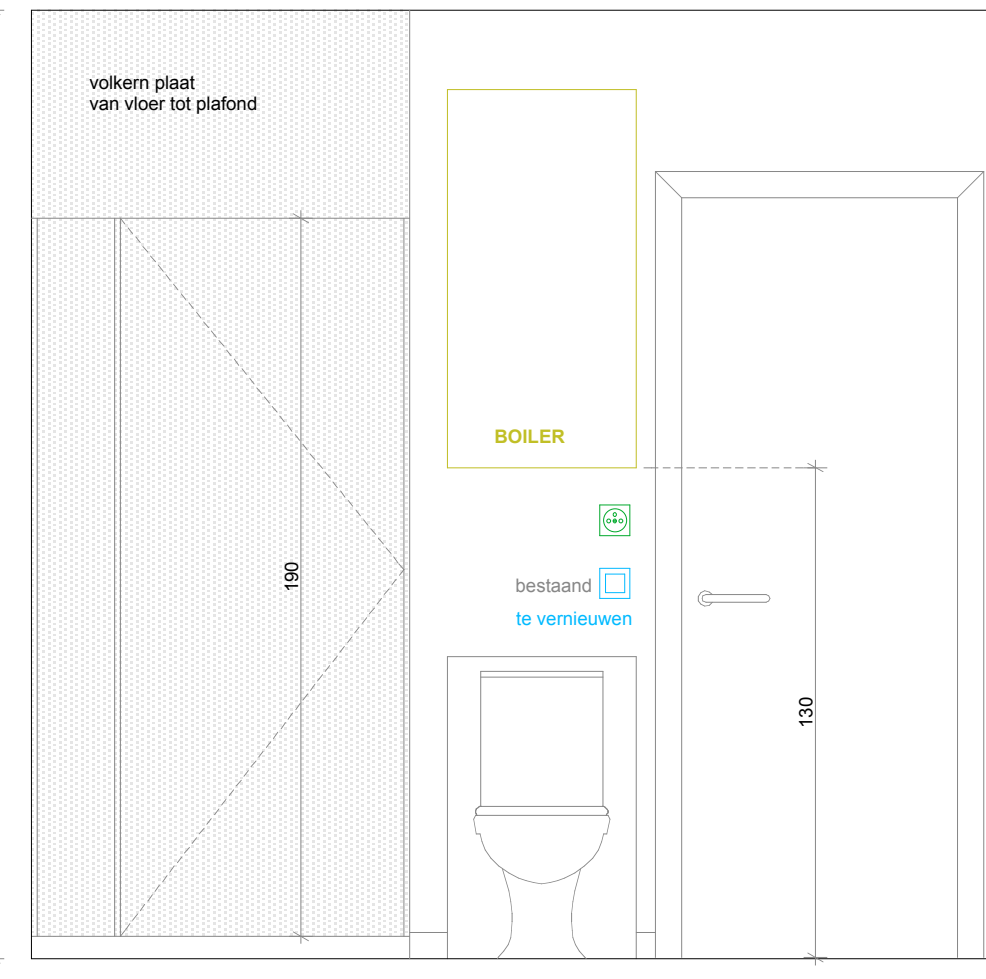 volkern plaat
van vloer tot plafond
BOILER
190
bestaand
te vernieuwen
130